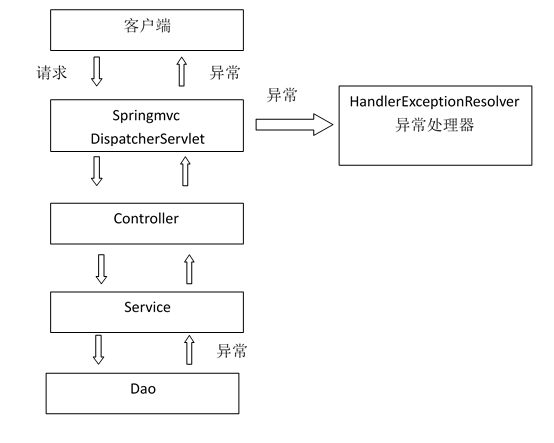 客户端
请求
异常
Springmvc
DispatcherServlet
异常
HandlerExceptionResolver
异常处理器
Controller
Service
异常
Dao